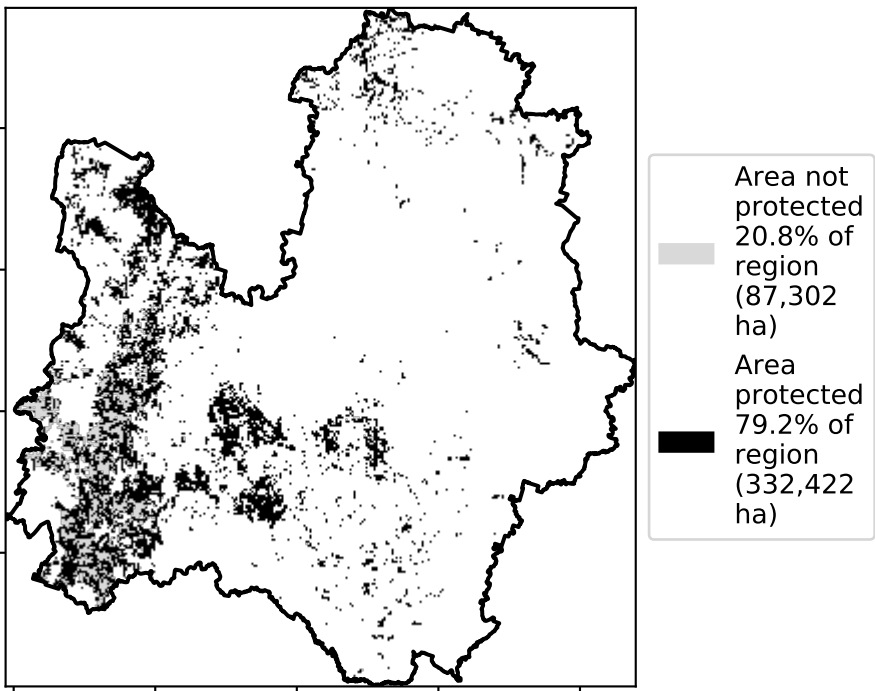 Area not
protected
20.8% of
region
(87,302
ha)
Area
protected
79.2% of
region
(332,422
ha)